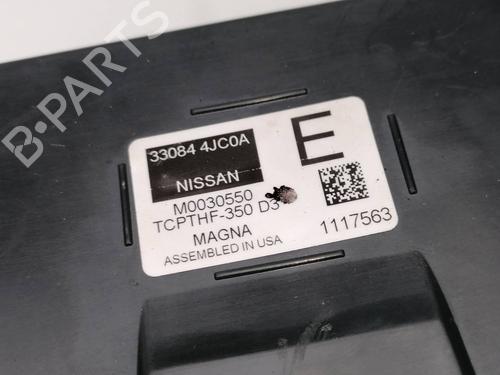 B-PARTS
33084 4JC0A
E
NISSAN
M0030550
TCPTHF-350 D3
MAGNA
ASSEMBLED IN USA
1117563